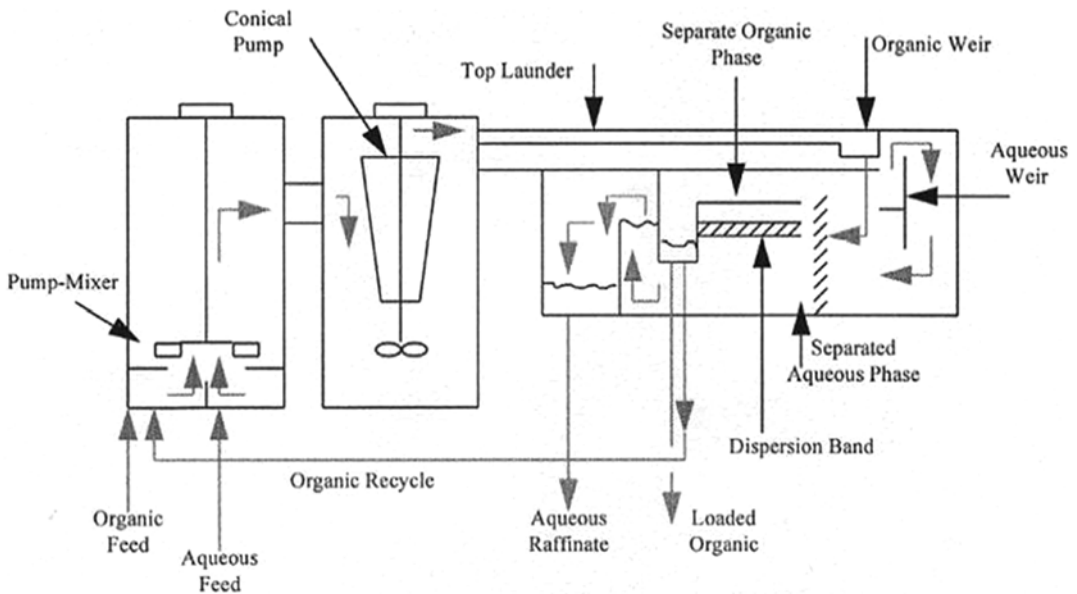 Conical
Pump
Separate Organic
Phase
Organic Weir
Top Launder
Aqueous
Weir
Pump-Mixer
Separated
Aqueous Phase
Dispersion Band
Organic Recycle
Organic
Feed
Aqueous
Feed
Aqueous
Raffinate
Loaded
Organic